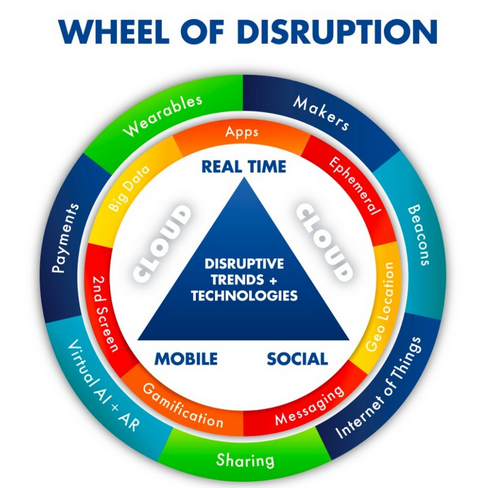 WHEEL OF DISRUPTION
Wearables
Makers
Beacons
Internet of Things
Sharing
Virtual AI + AR
Payments
Apps
Ephemeral
Geo Location
Messaging
Gamification
2nd Screen
Big Data
REAL TIME
CLOUD
CLOUD
DISRUPTIVE
TRENDS +
TECHNOLOGIES
MOBILE
SOCIAL